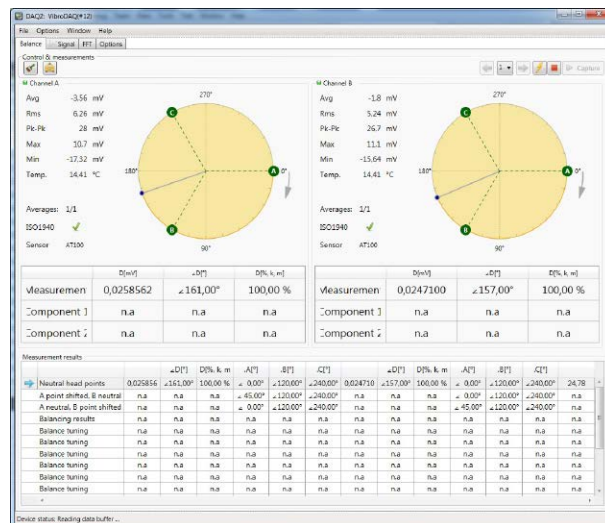 DAQ2: VibroDAQ(#12)
File Options Window Help
Balance Signal FFT Options
Control & measurements
1 Capture
Channel A
Avg -3.56 mV
Rms 6.26 mV
Pk-Pk 28 mV
Max 10.7 mV
Min -17.32 mV
Temp. 14.41 °C
Averages: 1/1
ISO1940
Sensor AT100
270°
C
180°
A 0°
B
90°
D[mV] ∠D[°] D[%, k, m]
Measuremen 0,0258562 ∠161,00° 100,00 %
Component 1 n.a n.a n.a
Component 2 n.a n.a n.a
Channel B
Avg -1.8 mV
Rms 5.24 mV
Pk-Pk 26.7 mV
Max 11.1 mV
Min -15.64 mV
Temp. 14.41 °C
Averages: 1/1
ISO1940
Sensor AT100
270°
C
180°
A 0°
B
90°
D[mV] ∠D[°] D[%, k, m]
Measuremen 0,0247100 ∠157,00° 100,00 %
Component 1 n.a n.a n.a
Component 2 n.a n.a n.a
Measurement results
∠D[°] D[%, k, m .A[°] .B[°] .C[°] ∠D[°] D[%, k, m .A[°] .B[°] .C[°]
Neutral head points 0,025856 ∠161,00° 100,00 % ∠ 0,00° ∠120,00° ∠240,00° 0,024710 ∠157,00° 100,00 % ∠ 0,00° ∠120,00° ∠240,00° 24,78
A point shifted, B neutral n.a n.a n.a ∠ 45,00° ∠120,00° ∠240,00° n.a n.a n.a ∠ 0,00° ∠120,00° ∠240,00° n.a
A neutral, B point shifted n.a n.a n.a ∠ 0,00° ∠120,00° ∠240,00° n.a n.a n.a ∠ 45,00° ∠120,00° ∠240,00° n.a
Balancing results n.a n.a n.a n.a n.a n.a n.a n.a n.a n.a n.a n.a n.a
Balance tuning n.a n.a n.a n.a n.a n.a n.a n.a n.a n.a n.a n.a n.a
Balance tuning n.a n.a n.a n.a n.a n.a n.a n.a n.a n.a n.a n.a n.a
Balance tuning n.a n.a n.a n.a n.a n.a n.a n.a n.a n.a n.a n.a n.a
Balance tuning n.a n.a n.a n.a n.a n.a n.a n.a n.a n.a n.a n.a n.a
Balance tuning n.a n.a n.a n.a n.a n.a n.a n.a n.a n.a n.a n.a n.a
Balance tuning n.a n.a n.a n.a n.a n.a n.a n.a n.a n.a n.a n.a n.a
Device status: Reading data buffer ...